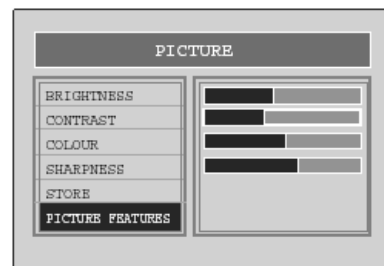 PICTURE
BRIGHTNESS
CONTRAST
COLOUR
SHARPNESS
STORE
PICTURE FEATURES